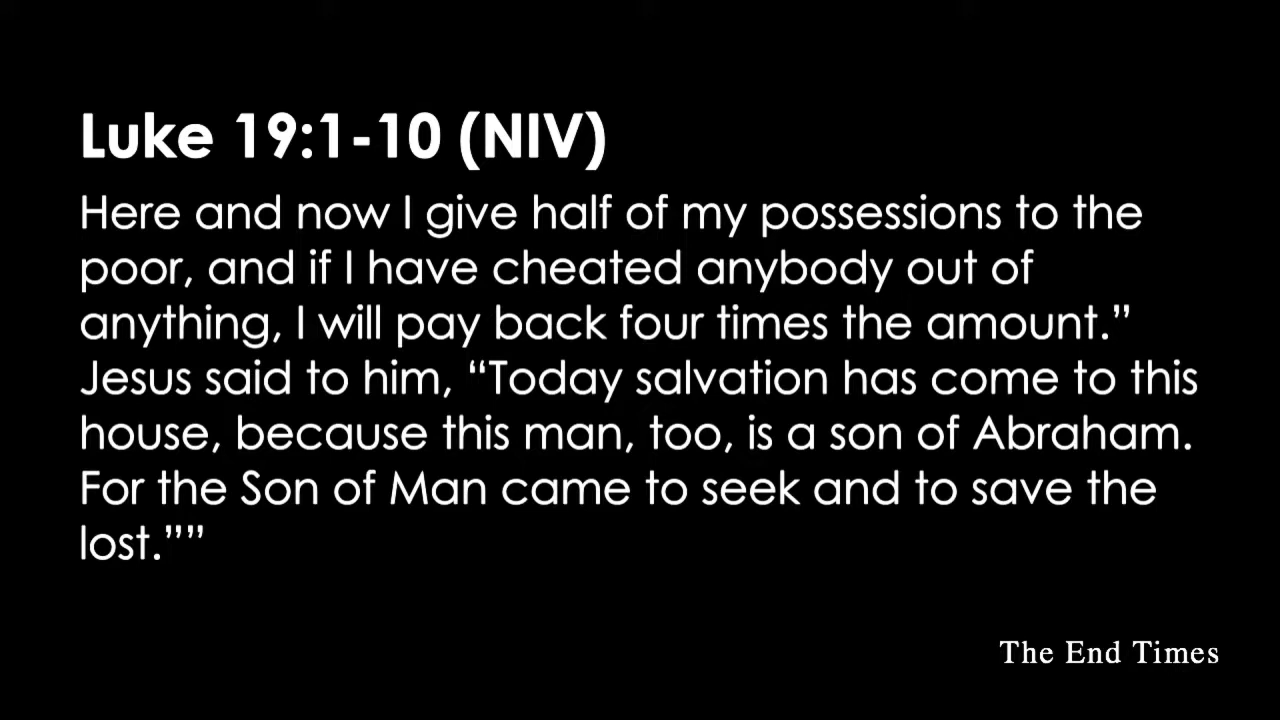 Luke 19:1-10 (NIV)
Here and now I give half of my possessions to the
poor, and if I have cheated anybody out of
anything, I will pay back four times the amount.”
Jesus said to him, “Today salvation has come to this
house, because this man, too, is a son of Abraham.
For the Son of Man came to seek and to save the
lost.””
The End Times